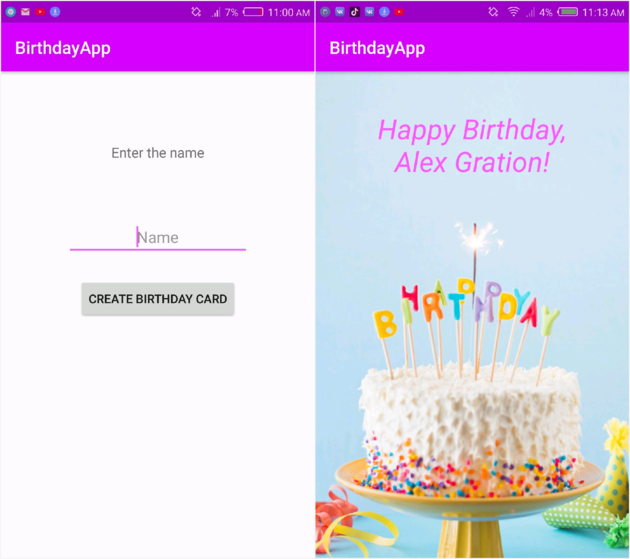 7% 11:00 AM
BirthdayApp
Enter the name
Name
CREATE BIRTHDAY CARD
4% 11:13 AM
BirthdayApp
Happy Birthday,
Alex Gration!
HAPPY
BIRTHDAY